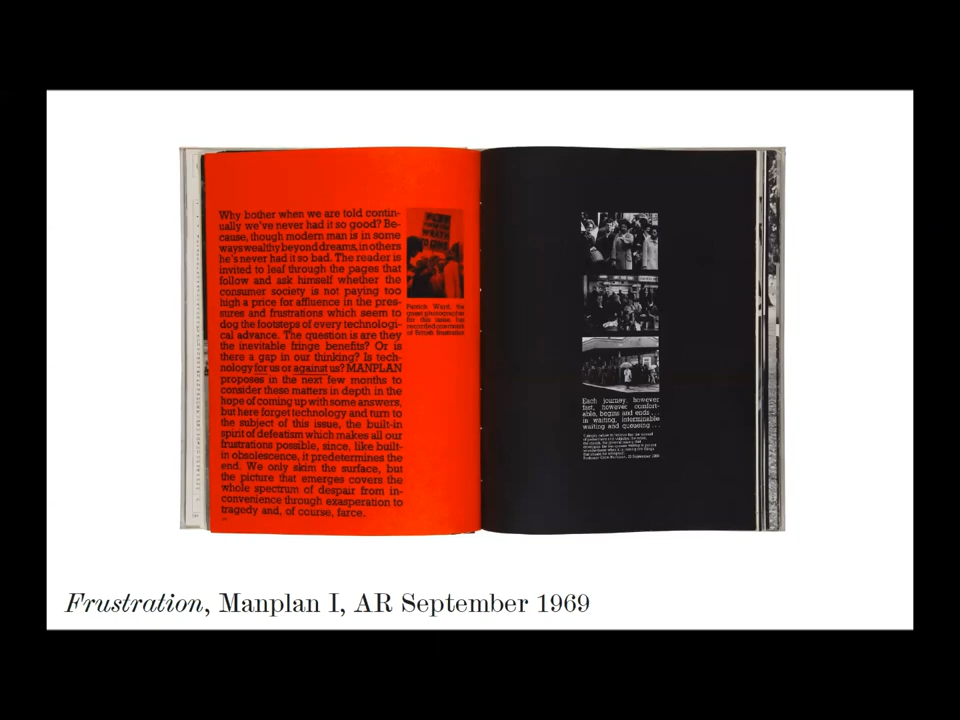 Why bother when we are told contin-
ually we've never had it so good? Be-
cause, though modern man is in some
ways wealthy beyond dreams, in others
he's never had it so bad. The reader is
invited to leaf through the pages that
follow and ask himself whether the
consumer society is not paying too
high a price for affluence in the pres-
sures and frustrations which seem to
dog the footsteps of every technologi-
cal advance. The question is are they
the inevitable fringe benefits? Or is
there a gap in our thinking? Is tech-
nology for us or against us? MANPLAN
proposes in the next few months to
consider these matters in depth in the
hope of coming up with some answers,
but here forget technology and turn to
the subject of this issue, the built-in
spirit of defeatism which makes all our
frustrations possible, since, like built-
in obsolescence, it predetermines the
end. We only skim the surface, but
the picture that emerges covers the
whole spectrum of despair from in-
convenience through exasperation to
tragedy and, of course, farce.
FLEE
WRATH
TO
Patrick Ward, the
guest photographer
for this issue, has
recorded
of British frustration
Each journey, however
fast, however comfort-
able, begins and ends . . .
in waiting, interminable
waiting and queueing . . .
Frustration, Manplan I, AR September 1969